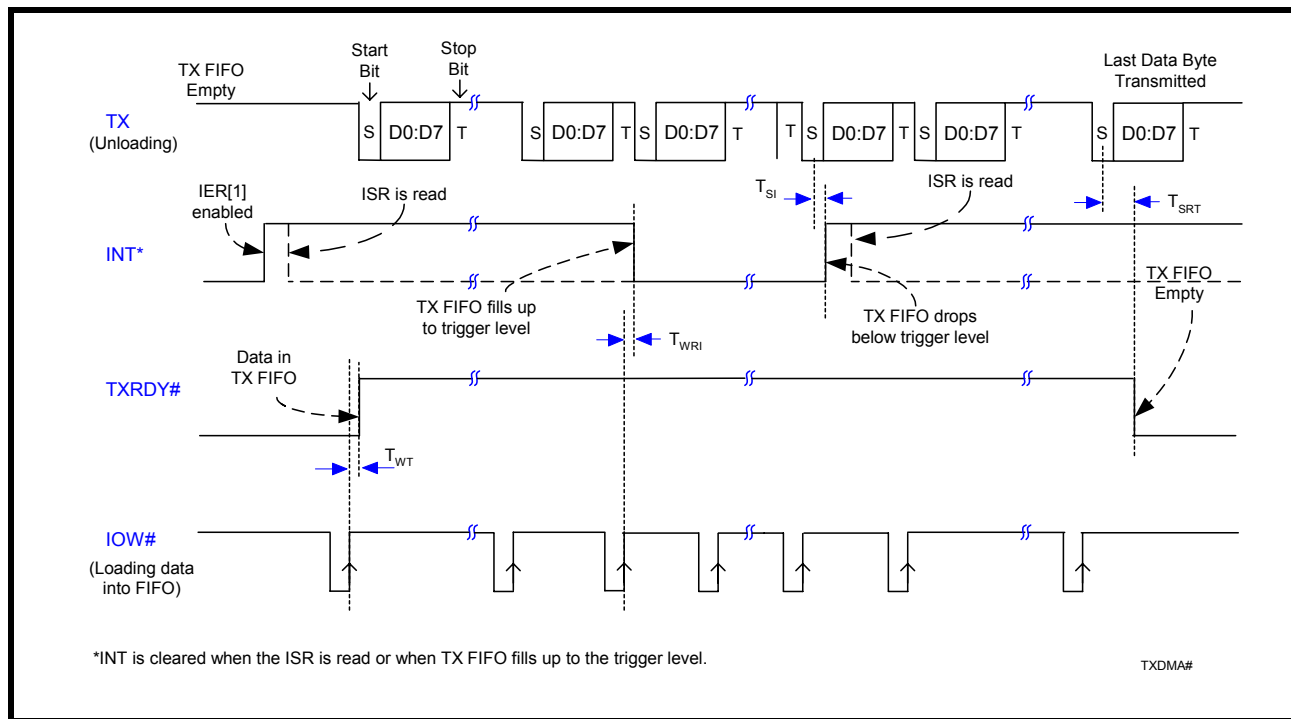 Start
Bit
Stop
Bit
TX FIFO
Empty
Last Data Byte
Transmitted
TX
(Unloading)
S D0:D7 T S D0:D7 T S D0:D7 T T S D0:D7 T S D0:D7 T S D0:D7 T
IER[1]
enabled
ISR is read
TSI
ISR is read
TSRT
INT*
TX FIFO fills up
to trigger level
TX FIFO drops
below trigger level
TX FIFO
Empty
TWRI
Data in
TX FIFO
TXRDY#
TWT
IOW#
(Loading data
into FIFO)
*INT is cleared when the ISR is read or when TX FIFO fills up to the trigger level.
TXDMA#